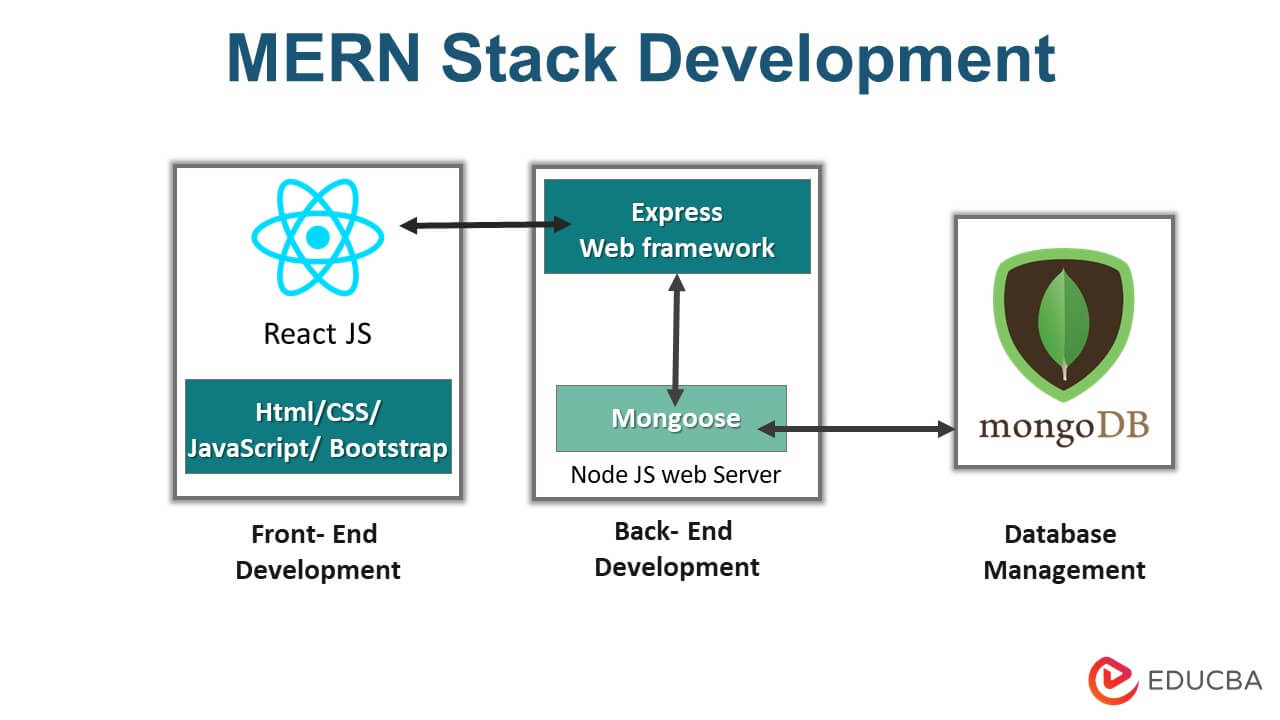 MERN Stack Development
React JS
Html/CSS/
JavaScript/ Bootstrap
Front- End
Development
Express
Web framework
Mongoose
Node JS web Server
Back- End
Development
mongoDB
Database
Management
EDUCBA